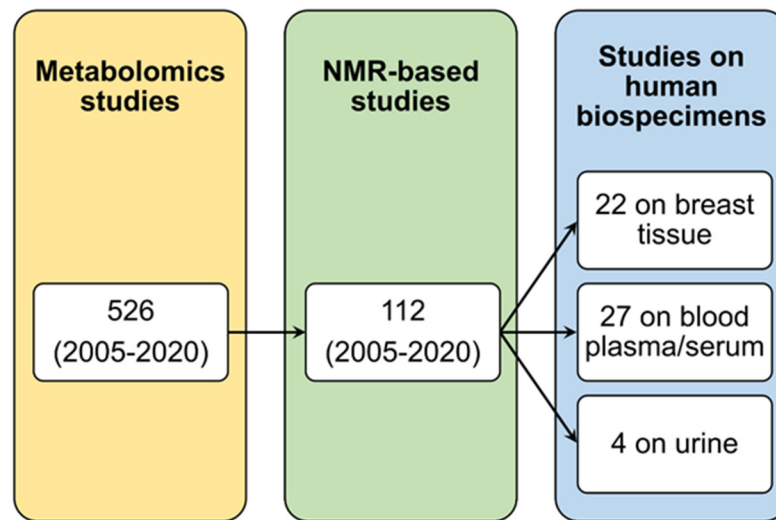 Metabolomics
studies
526
(2005-2020)
NMR-based
studies
112
(2005-2020)
Studies on
human
biospecimens
22 on breast
tissue
27 on blood
plasma/serum
4 on urine